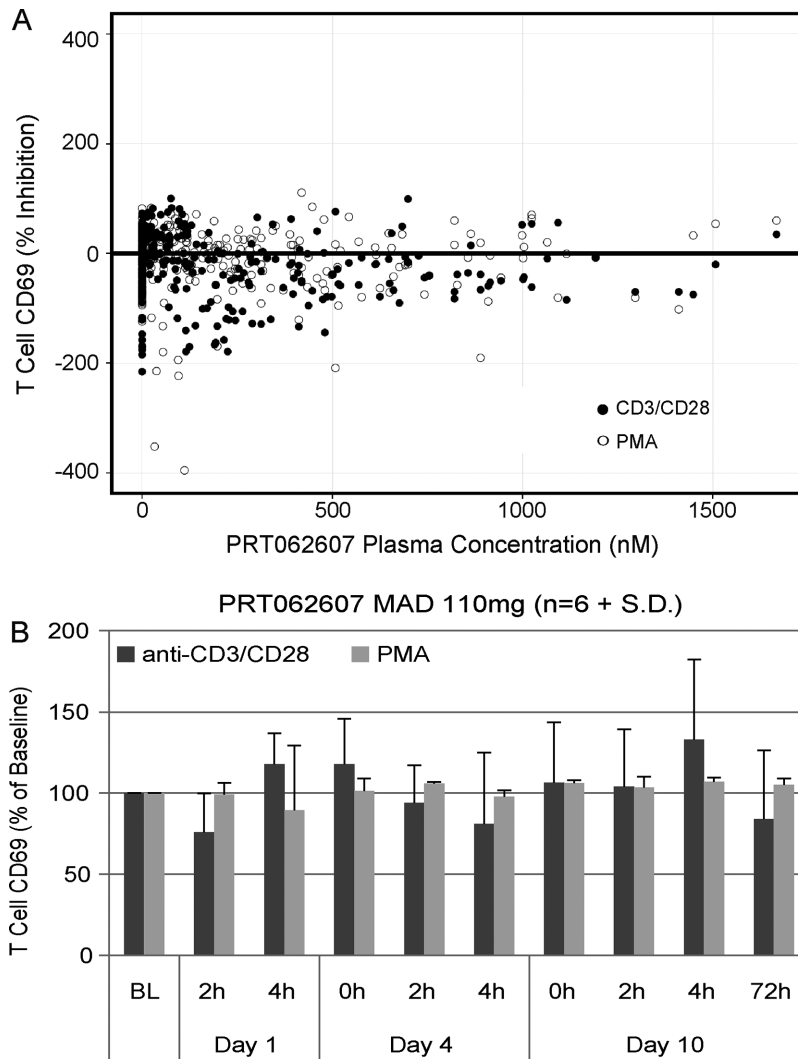 A
T Cell CD69 (% Inhibition)
400
200
0
-200
-400
CD3/CD28
PMA
0 500 1000 1500
PRT062607 Plasma Concentration (nM)
PRT062607 MAD 110mg (n=6 + S.D.)
B
T Cell CD69 (% of Baseline)
200
150
100
50
0
anti-CD3/CD28 PMA
BL 2h 4h 0h 2h 4h 0h 2h 4h 72h
Day 1 Day 4 Day 10